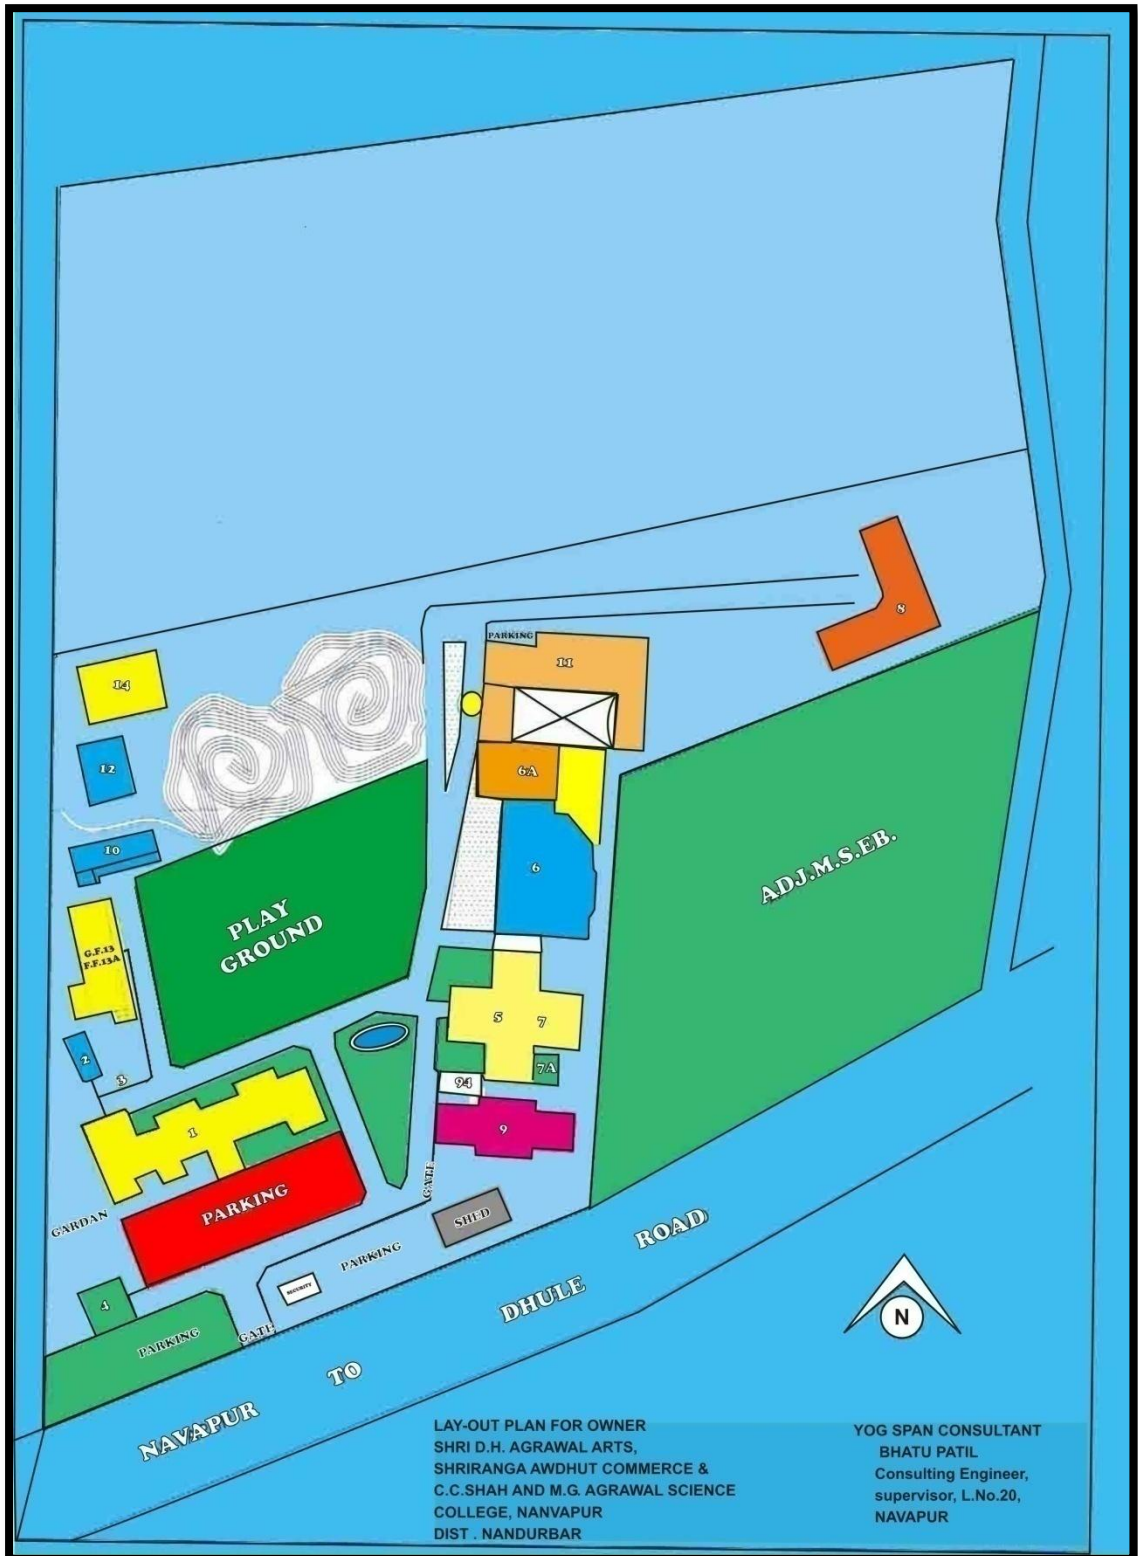 8
PARKING
11
14
12
6A
10
6
ADJ.M.S.EB.
PLAY
GROUND
G.F.13
F.F.13A
5
7
2
3
7A
94
1
9
GATE
PARKING
GARDAN
SHED
PARKING
SECURITY
4
PARKING
GATE
NAVAPUR TO DHULE ROAD
N
LAY-OUT PLAN FOR OWNER
SHRI D.H. AGRAWAL ARTS,
SHRIRANGA AWDHUT COMMERCE &
C.C.SHAH AND M.G. AGRAWAL SCIENCE
COLLEGE, NANVAPUR
DIST . NANDURBAR
YOG SPAN CONSULTANT
BHATU PATIL
Consulting Engineer,
supervisor, L.No.20,
NAVAPUR